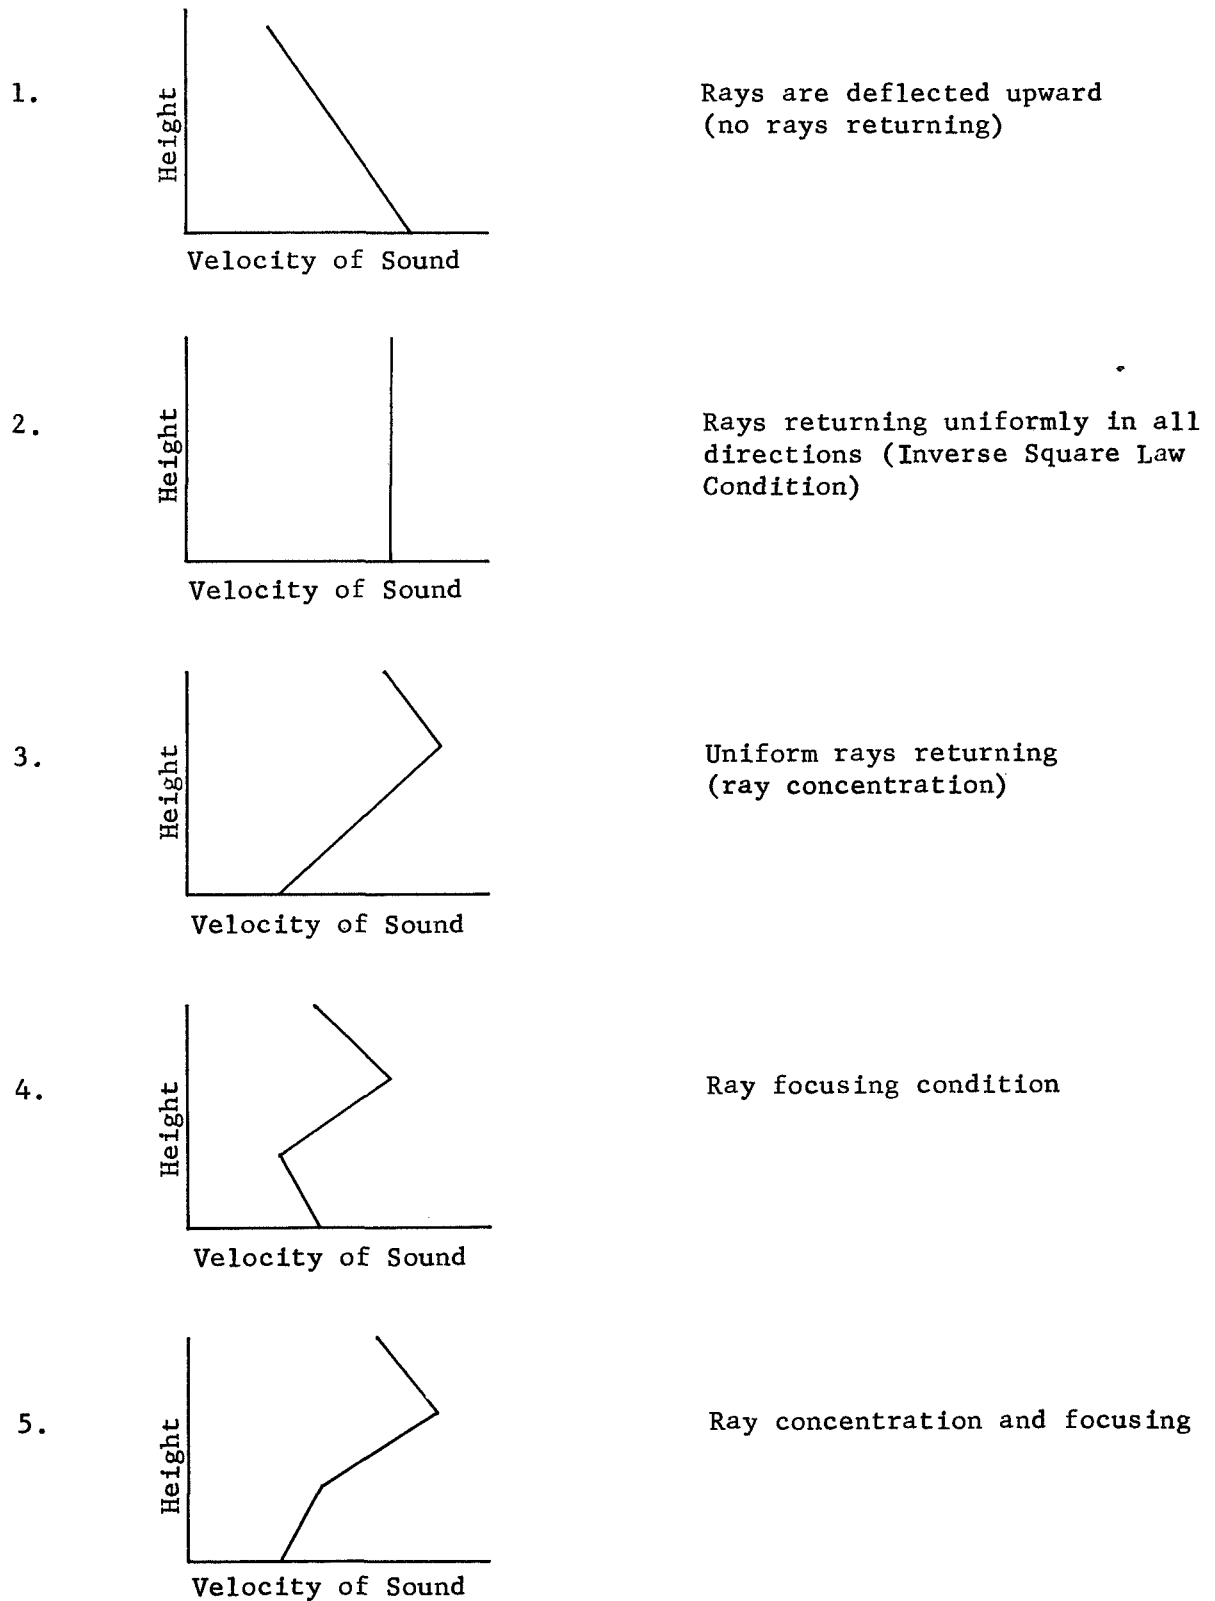 1.
Height
Velocity of Sound
Rays are deflected upward
(no rays returning)
2.
Height
Velocity of Sound
Rays returning uniformly in all
directions (Inverse Square Law
Condition)
3.
Height
Velocity of Sound
Uniform rays returning
(ray concentration)
4.
Height
Velocity of Sound
Ray focusing condition
5.
Height
Velocity of Sound
Ray concentration and focusing